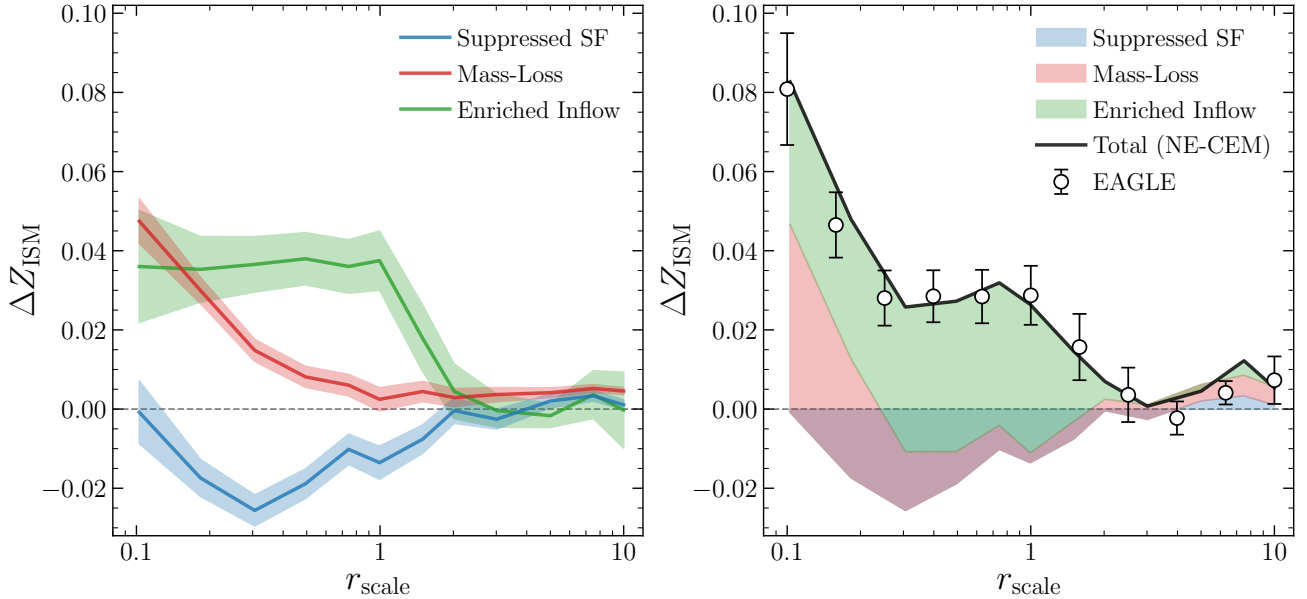 0.10
0.08
0.06
0.04
0.02
0.00
−0.02
ΔZ_ISM
Suppressed SF
Mass-Loss
Enriched Inflow
0.1
1
10
r_scale
0.10
0.08
0.06
0.04
0.02
0.00
−0.02
ΔZ_ISM
Suppressed SF
Mass-Loss
Enriched Inflow
Total (NE-CEM)
EAGLE
0.1
1
10
r_scale